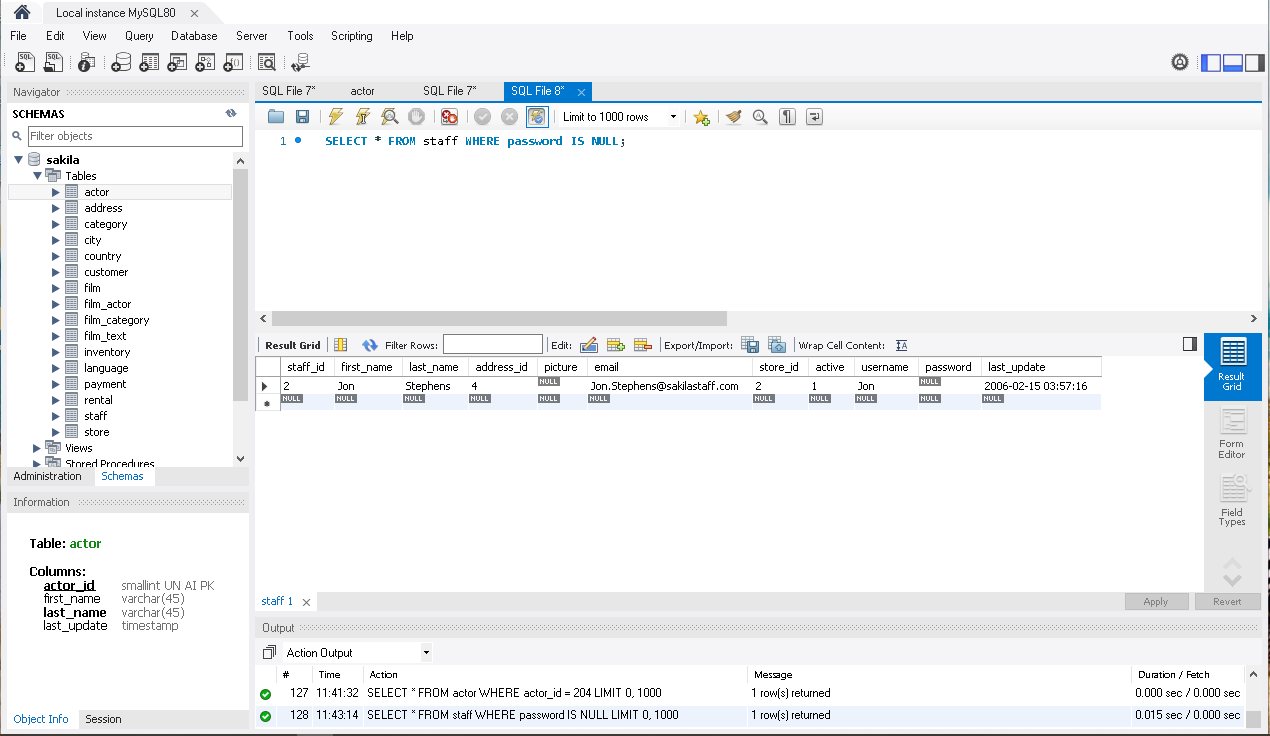 Local instance MySQL80
File Edit View Query Database Server Tools Scripting Help
Navigator
SCHEMAS
Filter objects
sakila
Tables
actor
address
category
city
country
customer
film
film_actor
film_category
film_text
inventory
language
payment
rental
staff
store
Views
Stored Procedures
Administration Schemas
Information
Table: actor
Columns:
actor_id smallint UN AI PK
first_name varchar(45)
last_name varchar(45)
last_update timestamp
Object Info Session
SQL File 7* actor SQL File 7* SQL File 8*
Limit to 1000 rows
1 SELECT * FROM staff WHERE password IS NULL;
Result Grid Filter Rows: Edit: Export/Import: Wrap Cell Content:
staff_id first_name last_name address_id picture email store_id active username password last_update
2 Jon Stephens 4 NULL Jon.Stephens@sakilastaff.com 2 1 Jon NULL 2006-02-15 03:57:16
NULL NULL NULL NULL NULL NULL NULL NULL NULL NULL NULL
Result
Grid
Form
Editor
Field
Types
staff 1 Apply Revert
Output
Action Output
# Time Action Message Duration / Fetch
127 11:41:32 SELECT * FROM actor WHERE actor_id = 204 LIMIT 0, 1000 1 row(s) returned 0.000 sec / 0.000 sec
128 11:43:14 SELECT * FROM staff WHERE password IS NULL LIMIT 0, 1000 1 row(s) returned 0.015 sec / 0.000 sec